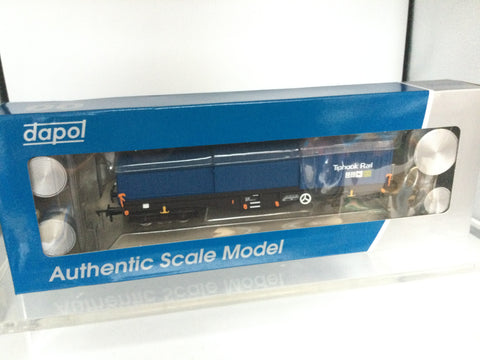 dapol
Tiphook Rail
Authentic Scale Model